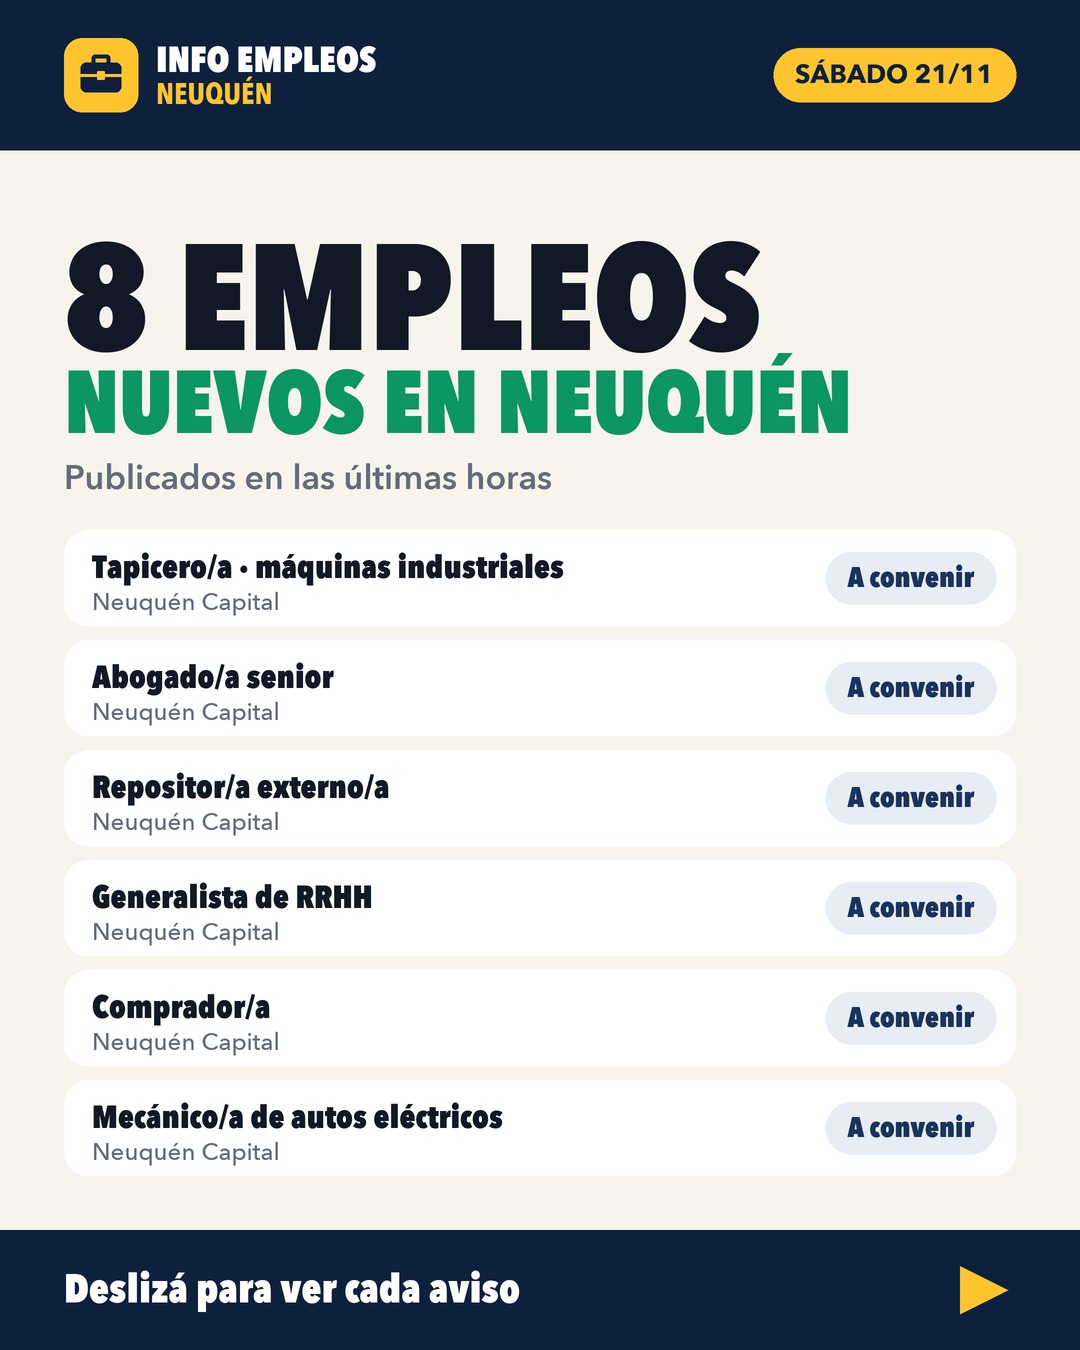 INFO EMPLEOS
NEUQUÉN
SÁBADO 21/11
8 EMPLEOS
NUEVOS EN NEUQUÉN
Publicados en las últimas horas
Tapicero/a · máquinas industriales
Neuquén Capital
A convenir
Abogado/a senior
Neuquén Capital
A convenir
Repositor/a externo/a
Neuquén Capital
A convenir
Generalista de RRHH
Neuquén Capital
A convenir
Comprador/a
Neuquén Capital
A convenir
Mecánico/a de autos eléctricos
Neuquén Capital
A convenir
Deslizá para ver cada aviso